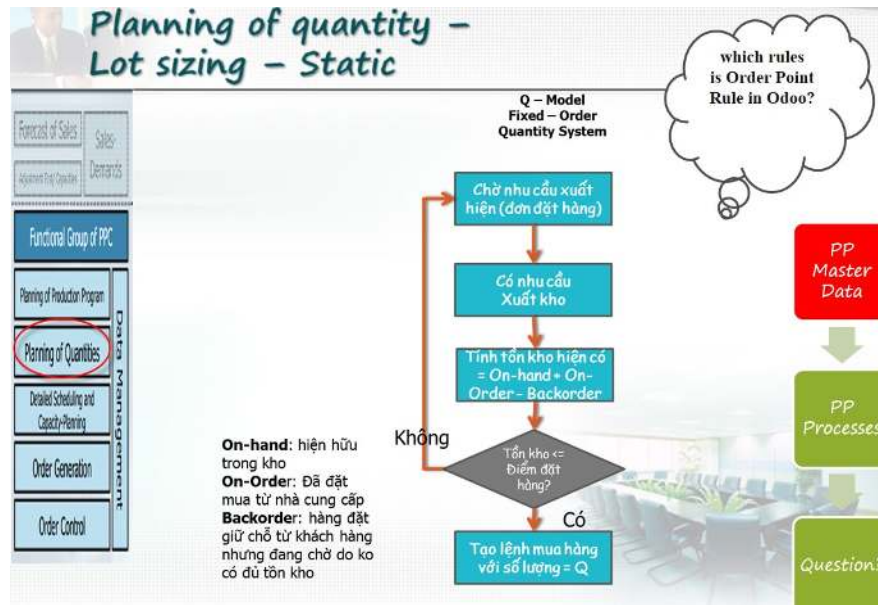 Planning of quantity –
Lot sizing – Static
which rules
is Order Point
Rule in Odoo?
Q – Model
Fixed – Order
Quantity System
Forecast of Sales
Adjustment
Capacities
Sales-
Demands
Functional Group of PPC
Planning of Production Program
Planning of Quantities
Detailed Scheduling and
Capacity-Planning
Order Generation
Order Control
Data Management
Chờ nhu cầu xuất
hiện (đơn đặt hàng)
Có nhu cầu
Xuất kho
Tính tồn kho hiện có
= On-hand + On-
Order- Backorder
Không
Tồn kho <=
Điểm đặt
hàng?
Có
Tạo lệnh mua hàng
với số lượng = Q
On-hand: hiện hữu
trong kho
On-Order: Đã đặt
mua từ nhà cung cấp
Backorder: hàng đặt
giữ chỗ từ khách hàng
nhưng đang chờ do ko
có đủ tồn kho
PP
Master
Data
PP
Processes
Question